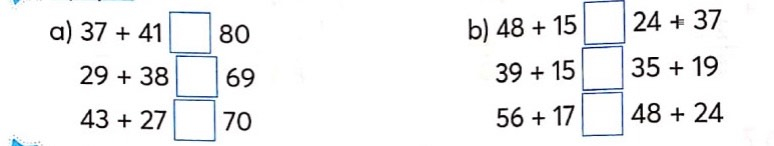 a) 37 + 41 □ 80
29 + 38 □ 69
43 + 27 □ 70
b) 48 + 15 □ 24 + 37
39 + 15 □ 35 + 19
56 + 17 □ 48 + 24